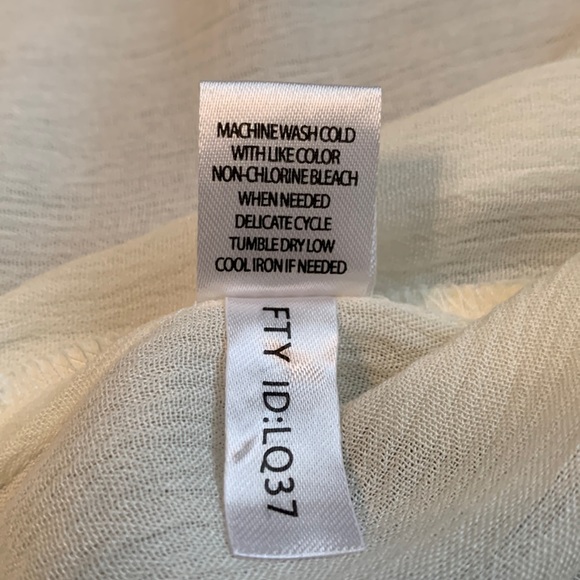 MACHINE WASH COLD
WITH LIKE COLOR
NON-CHLORINE BLEACH
WHEN NEEDED
DELICATE CYCLE
TUMBLE DRY LOW
COOL IRON IF NEEDED
FTY ID:LQ37